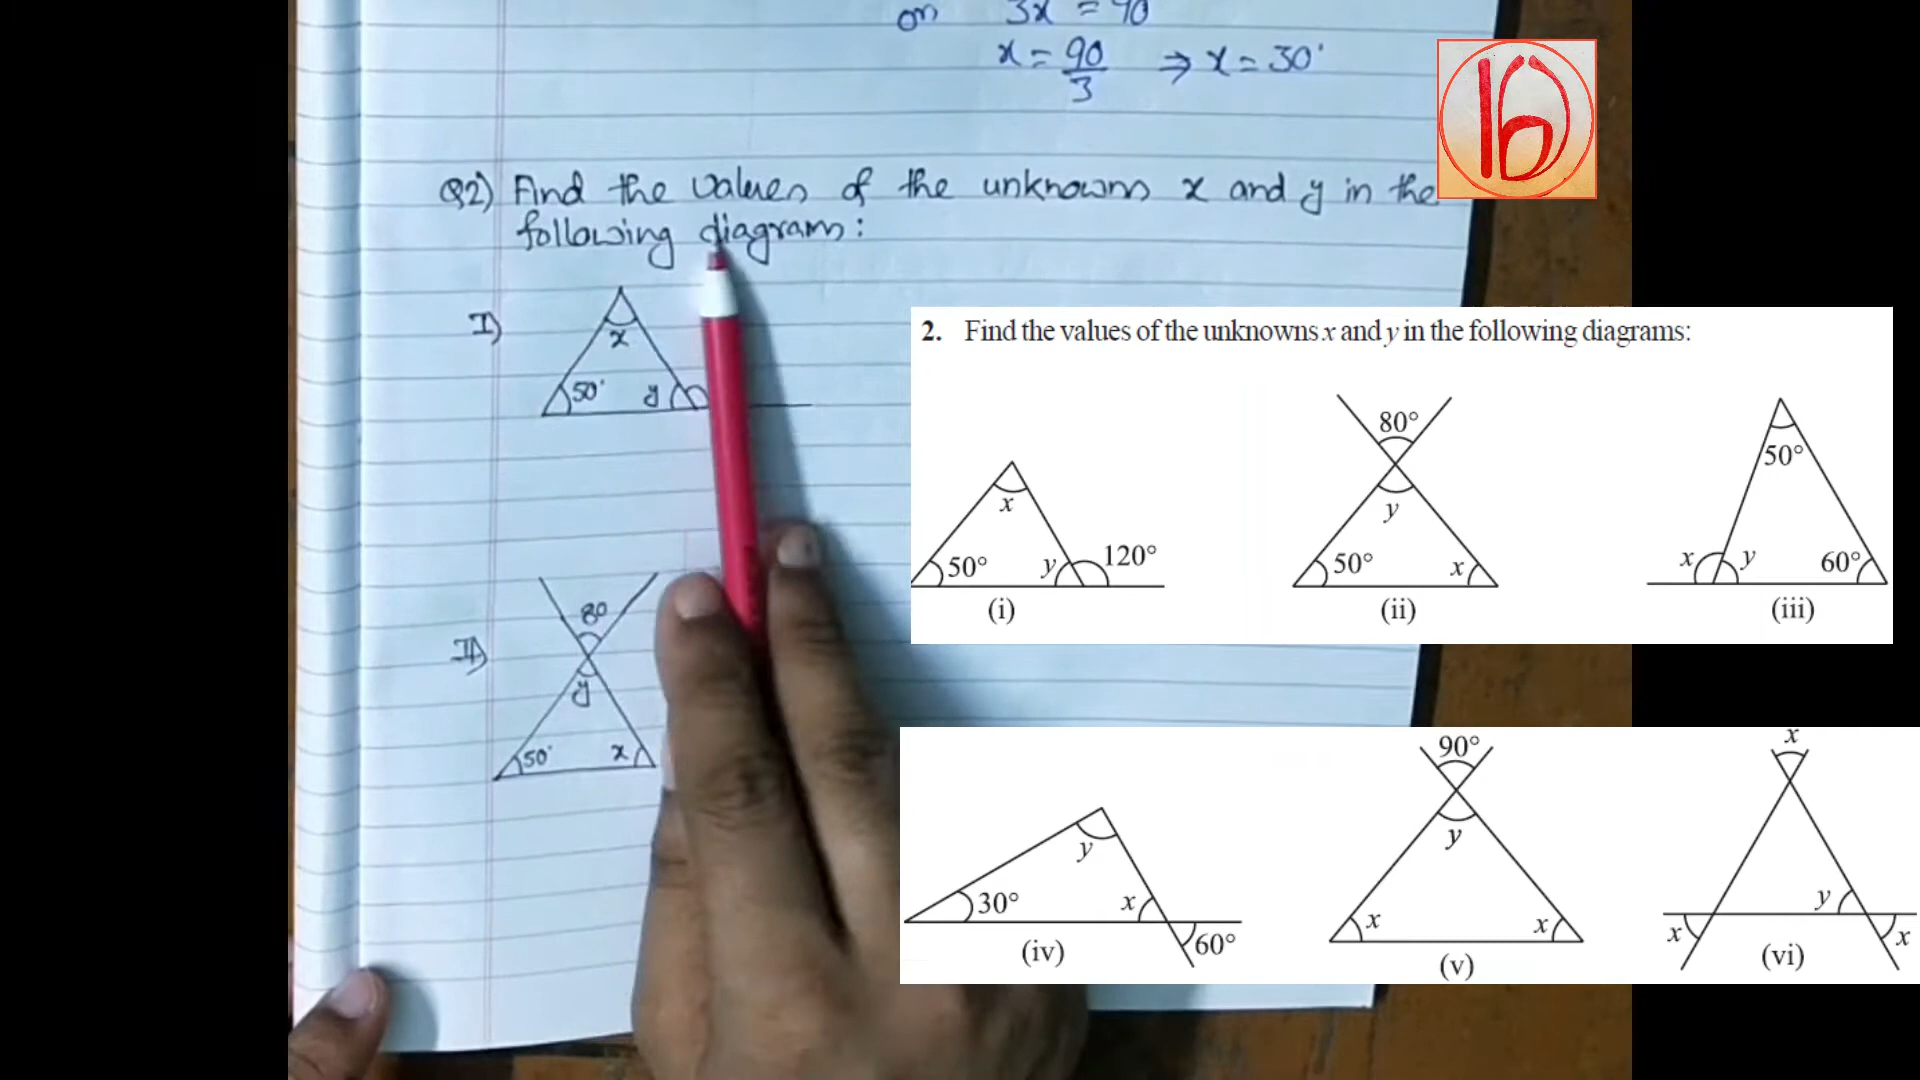 on 3x = 90
x = 90/3 ⇒ x = 30°
Q2) Find the values of the unknowns x and y in the
following diagram:
I)
x
50° y
II)
80
y
50° x
2. Find the values of the unknowns x and y in the following diagrams:
x
50° y 120°
(i)
80°
y
50° x
(ii)
50°
x y 60°
(iii)
y
30° x
60°
(iv)
90°
y
x x
(v)
x
y
x x
(vi)